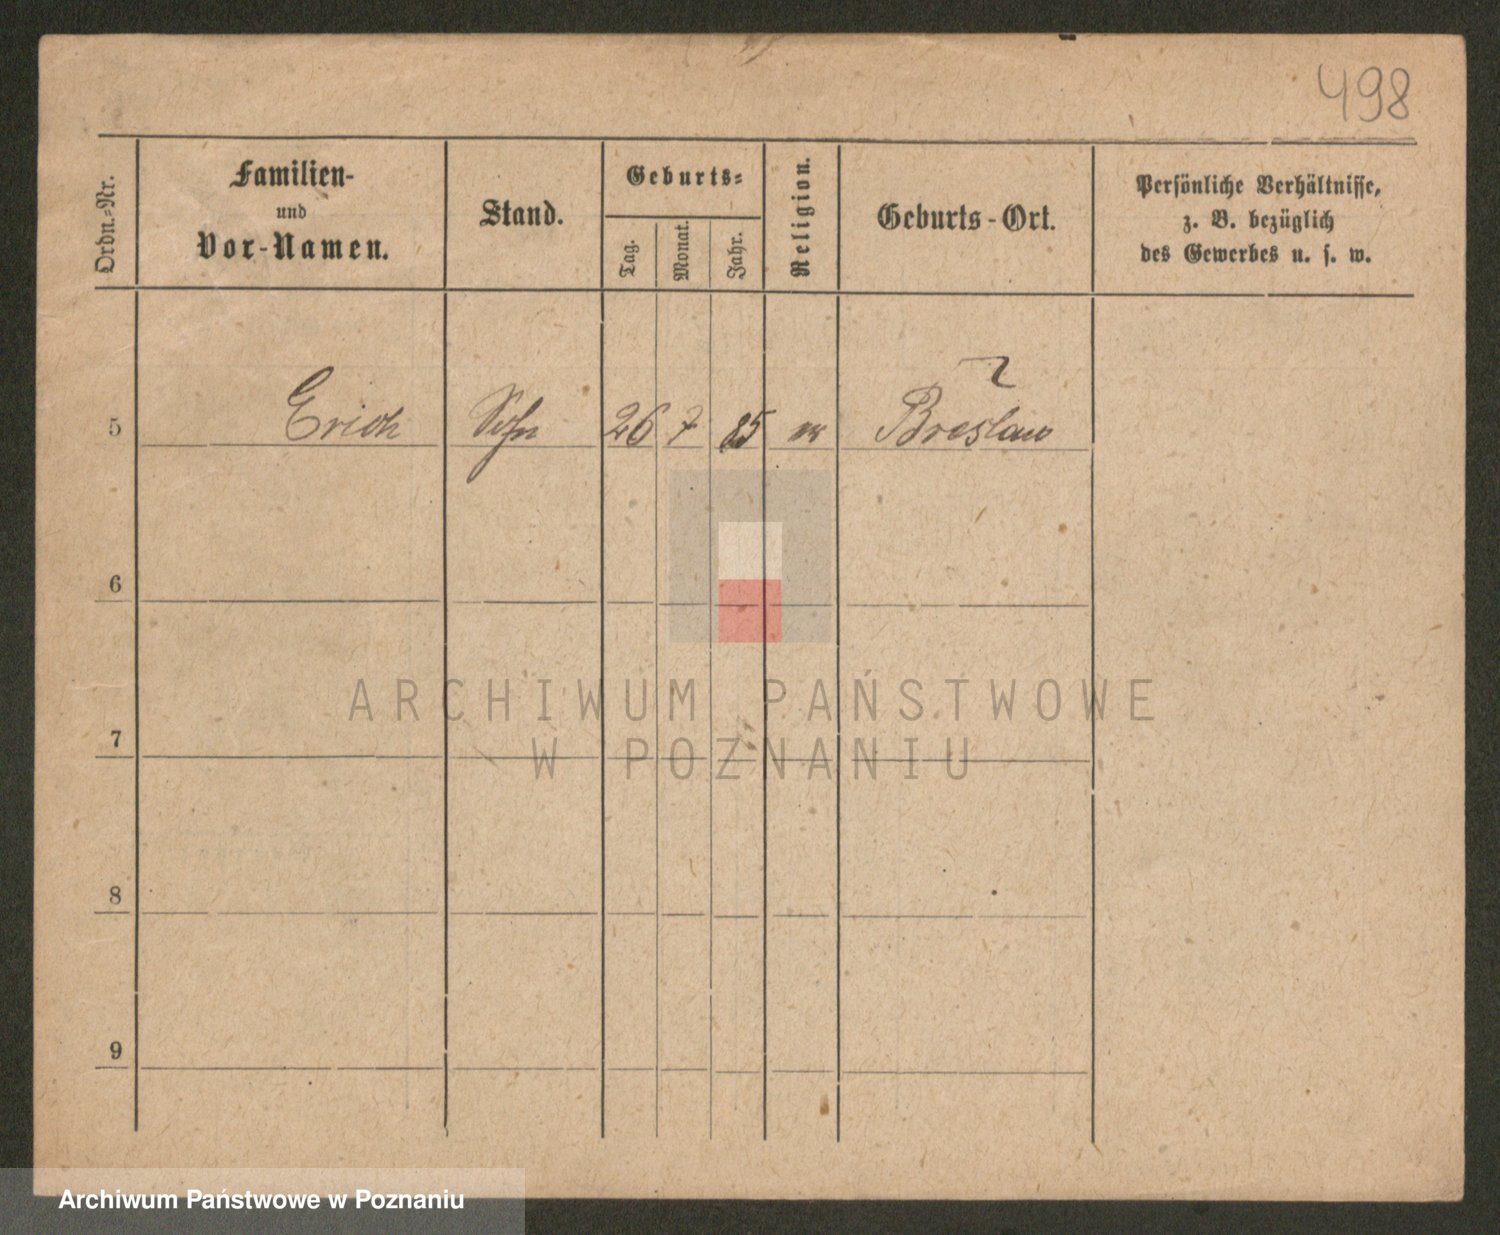 498
Ordn.-Nr.
Familien-
und
Vor-Namen.
Stand.
Geburts-
Tag.
Monat.
Jahr.
Religion.
Geburts-Ort.
Persönliche Verhältnisse,
z. B. bezüglich
des Gewerbes u. s. w.
5 Erich Sohn 26 7 85 Breslau
6
7
8
9
ARCHIWUM PAŃSTWOWE
W POZNANIU
Archiwum Państwowe w Poznaniu